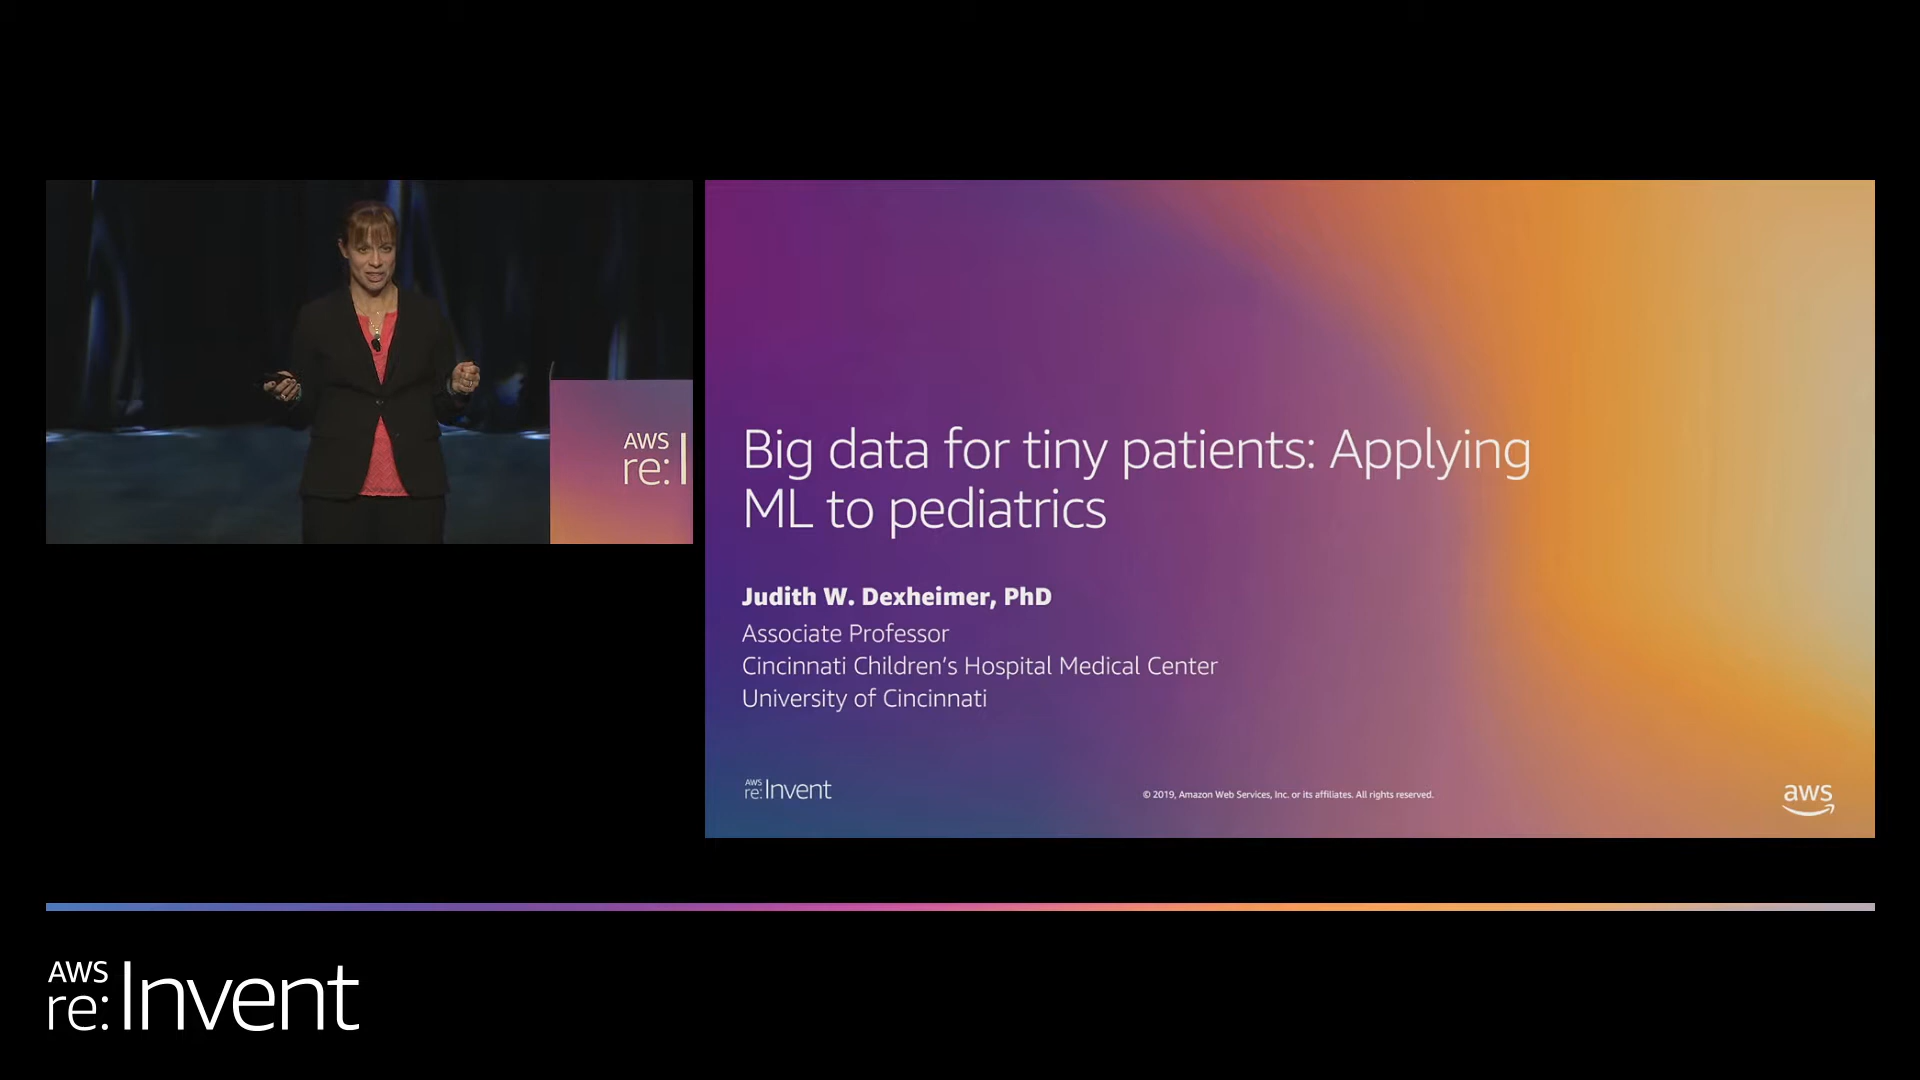 AWS
re:I
Big data for tiny patients: Applying
ML to pediatrics
Judith W. Dexheimer, PhD
Associate Professor
Cincinnati Children's Hospital Medical Center
University of Cincinnati
AWS
re:Invent
© 2019, Amazon Web Services, Inc. or its affiliates. All rights reserved.
aws
AWS
re:Invent